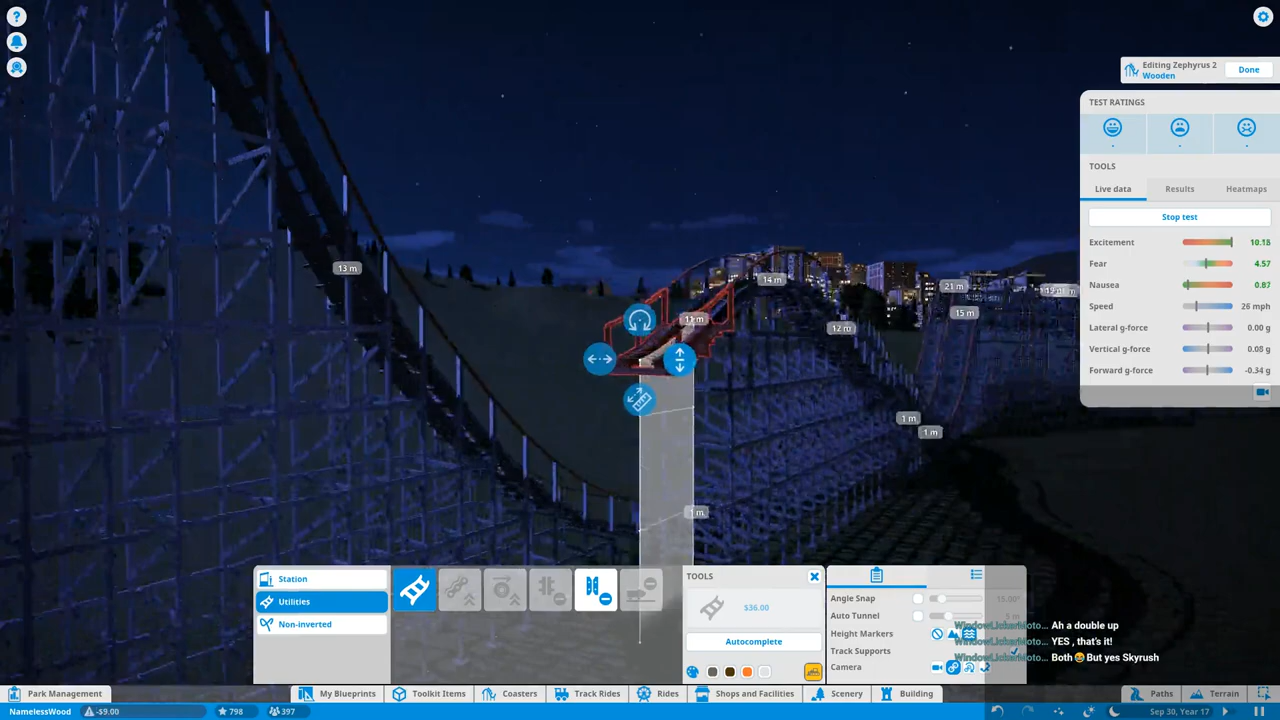 Editing Zephyrus 2
Wooden
Done
TEST RATINGS
TOOLS
Live data
Results
Heatmaps
Stop test
Excitement 10.18
Fear 4.57
Nausea 0.87
Speed 26 mph
Lateral g-force 0.00 g
Vertical g-force 0.08 g
Forward g-force -0.34 g
13 m
14 m
11 m
12 m
21 m
15 m
1 m
1 m
Station
Utilities
Non-inverted
TOOLS
$36.00
Autocomplete
Angle Snap 15.00°
Auto Tunnel
Height Markers
Track Supports
Camera
Ah a double up
YES , that's it!
Both 😅 But yes Skyrush
Park Management
My Blueprints
Toolkit Items
Coasters
Track Rides
Rides
Shops and Facilities
Scenery
Building
Paths
Terrain
NamelessWood
-$9.00
798
397
Sep 30, Year 17